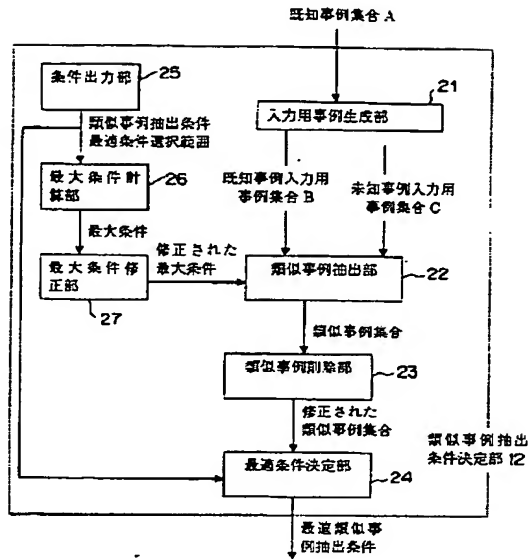 既知事例集合A
条件出力部
25
類似事例抽出条件
最適条件選択範囲
21
入力用事例生成部
最大条件計
算部
26
既知事例入力用
事例集合B
未知事例入力用
事例集合C
最大条件
最大条件修
正部
27
修正された
最大条件
類似事例抽出部
22
類似事例集合
類似事例削除部
23
修正された
類似事例集合
類似事例抽出
条件決定部12
最適条件決定部
24
最適類似事
例抽出条件